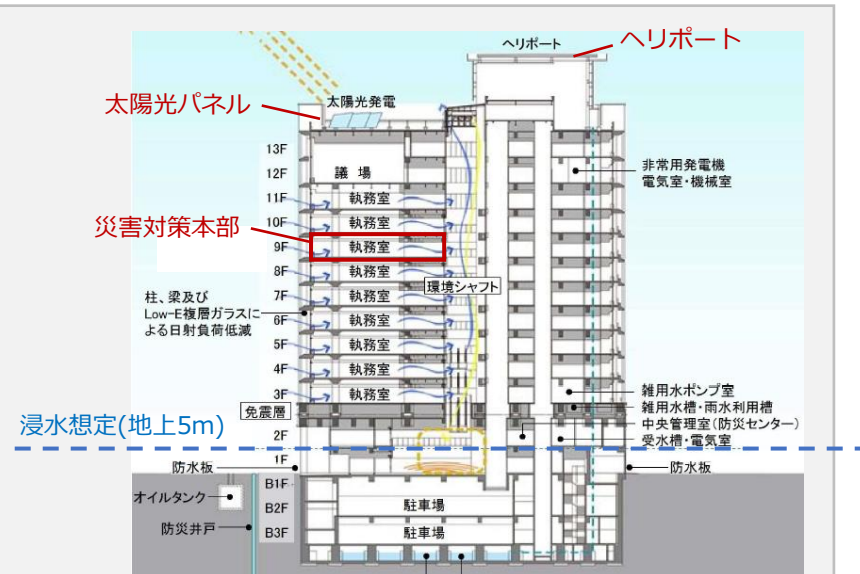 ヘリポート
ヘリポート
太陽光パネル
太陽光発電
13F
12F
議 場
非常用発電機
電気室・機械室
11F
執務室
災害対策本部
10F
執務室
9F
執務室
8F
執務室
環境シャフト
柱、梁及び
Low-E複層ガラスに
よる日射負荷低減
7F
執務室
6F
執務室
5F
執務室
4F
執務室
3F
執務室
雑用水ポンプ室
免震層
雑用水槽・雨水利用槽
浸水想定(地上5m)
中央管理室(防災センター)
2F
受水槽・電気室
1F
防水板
防水板
B1F
オイルタンク
B2F
駐車場
防災井戸
B3F
駐車場